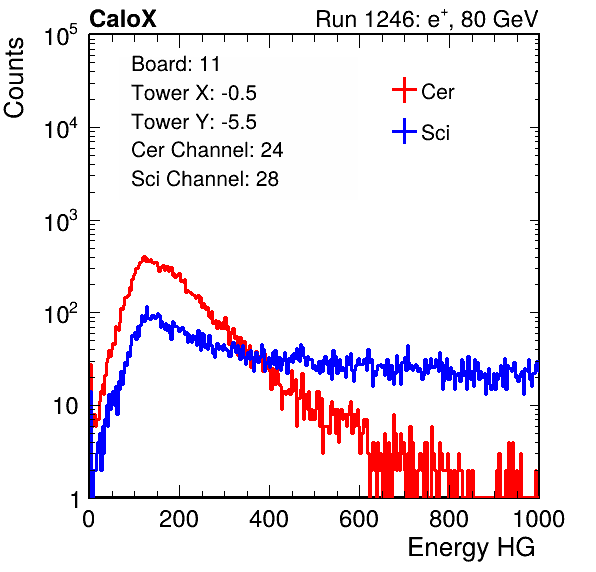 CaloX Run 1246: e⁺, 80 GeV
Counts
Board: 11
Tower X: -0.5
Tower Y: -5.5
Cer Channel: 24
Sci Channel: 28
Cer
Sci
10⁵
10⁴
10³
10²
10
1
0 200 400 600 800 1000
Energy HG